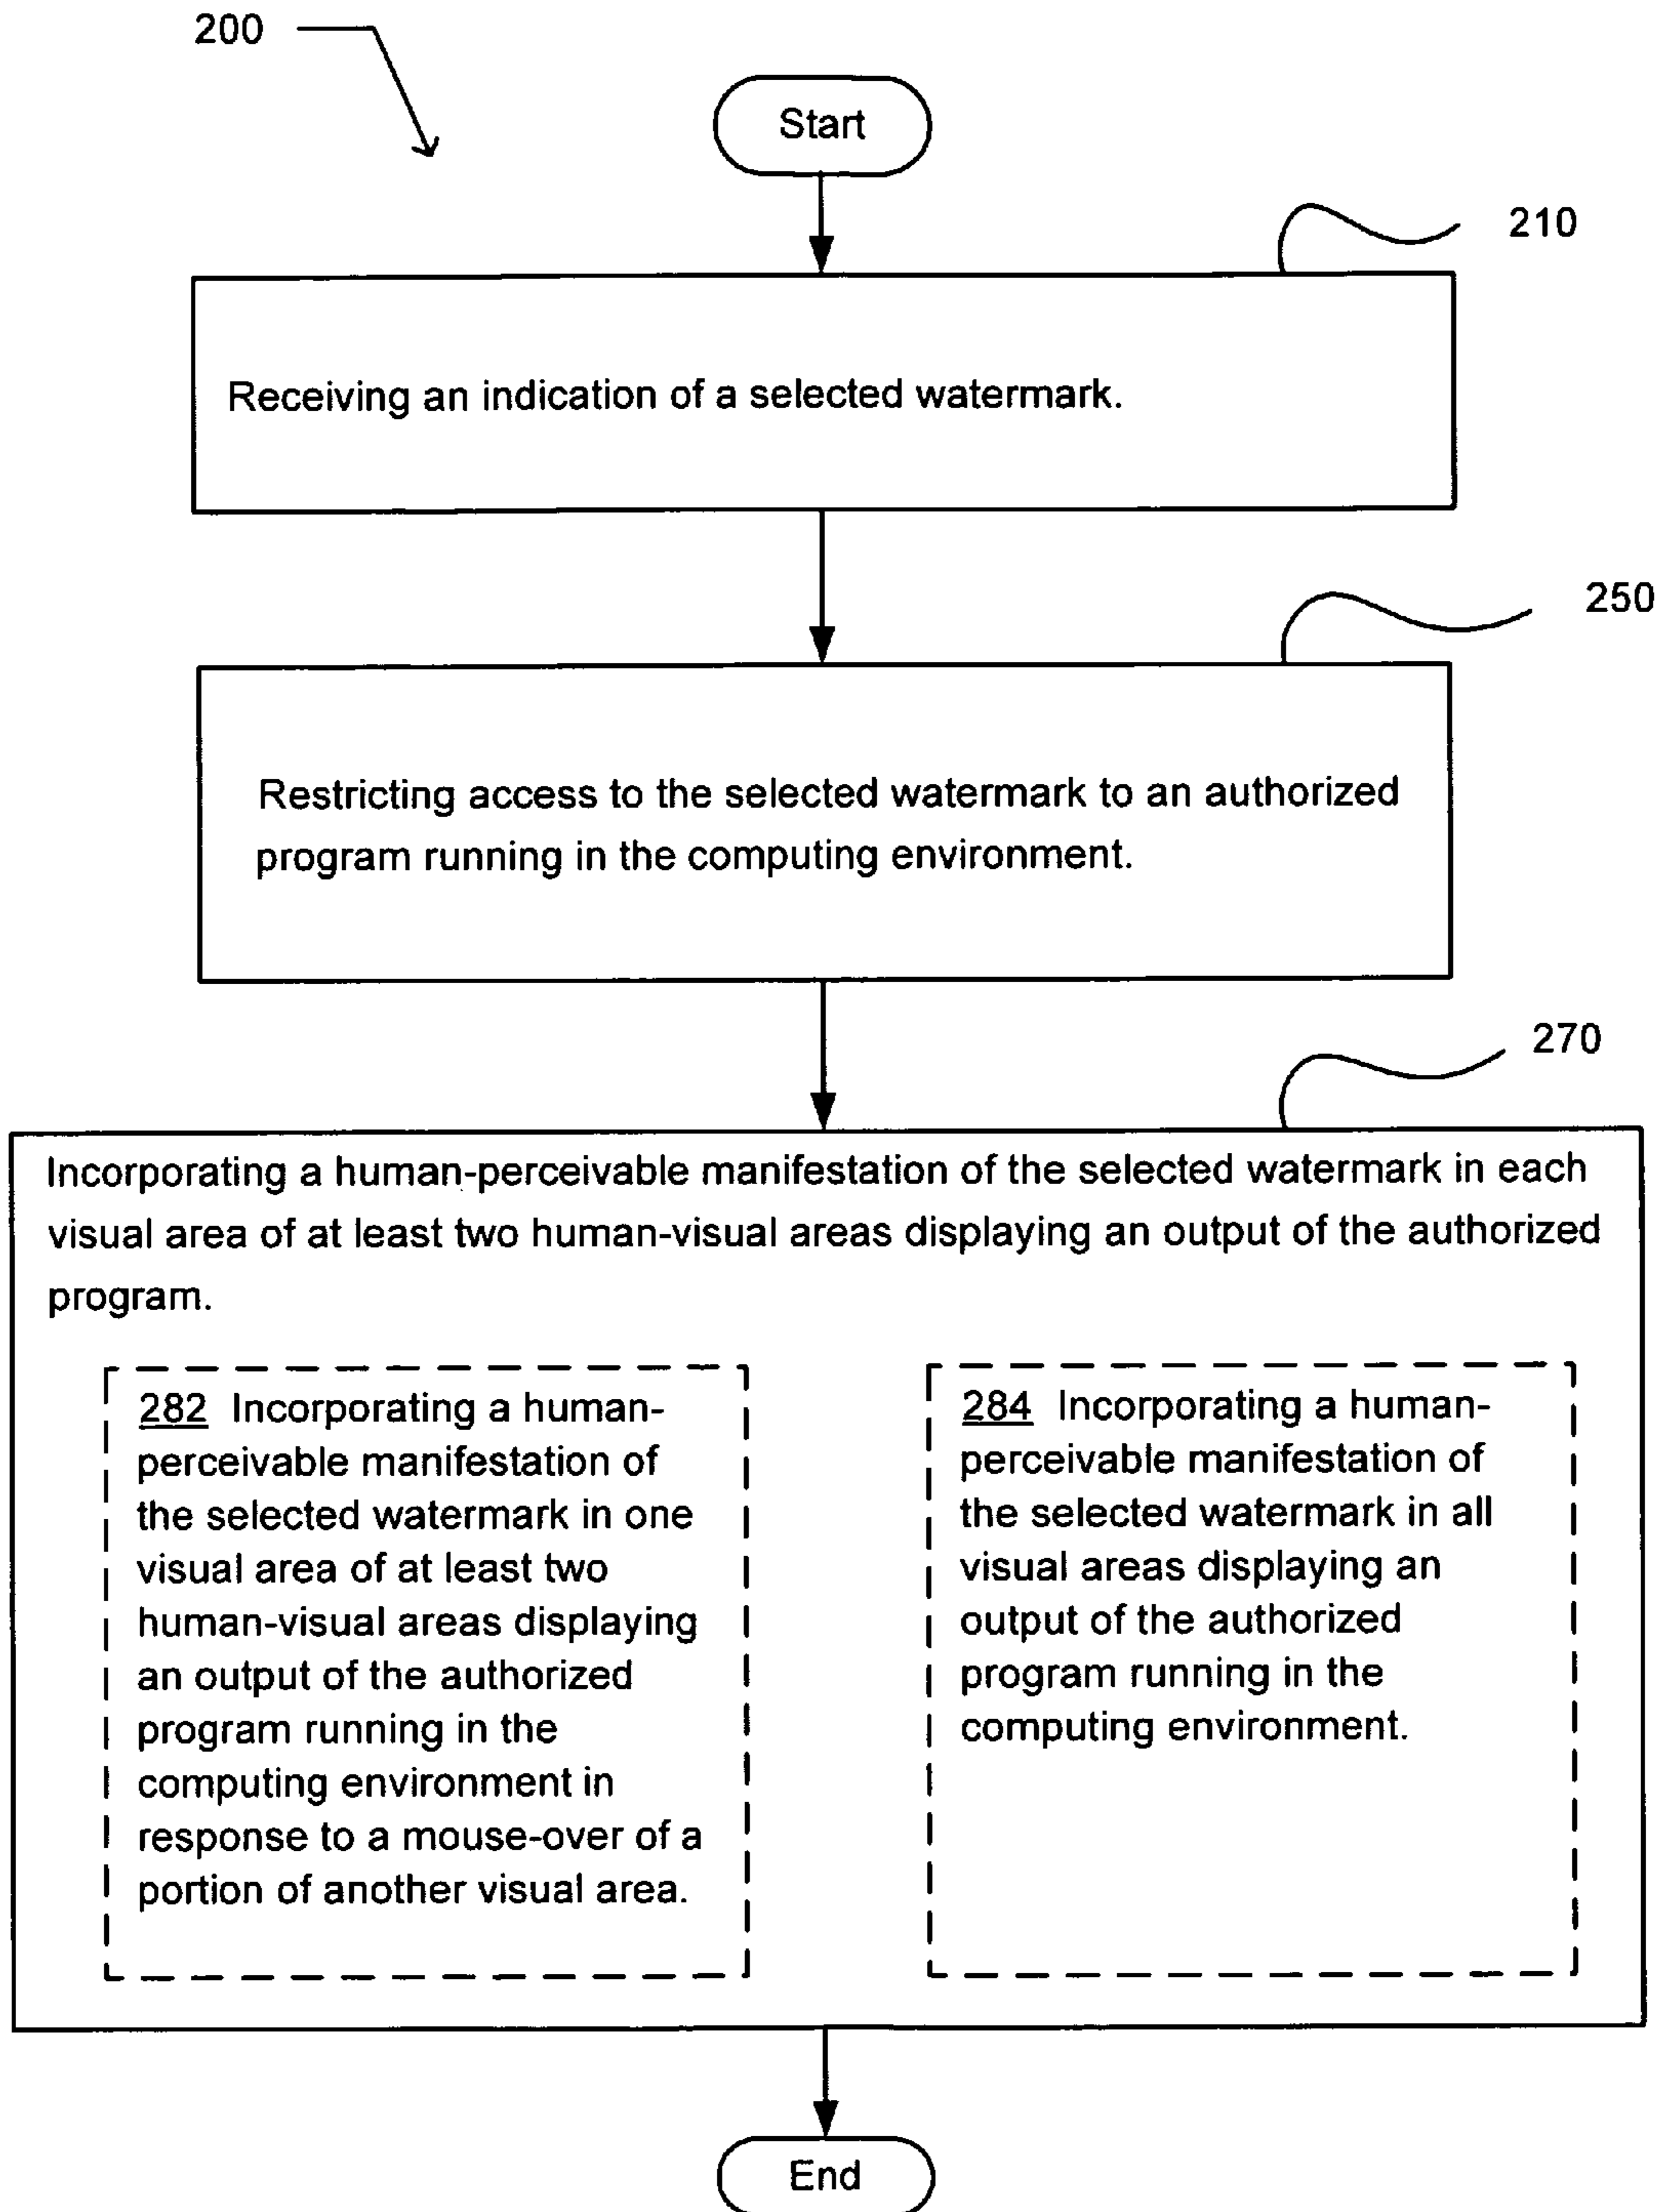 200
Start
210
Receiving an indication of a selected watermark.
250
Restricting access to the selected watermark to an authorized
program running in the computing environment.
270
Incorporating a human-perceivable manifestation of the selected watermark in each
visual area of at least two human-visual areas displaying an output of the authorized
program.
282 Incorporating a human-
perceivable manifestation of
the selected watermark in one
visual area of at least two
human-visual areas displaying
an output of the authorized
program running in the
computing environment in
response to a mouse-over of a
portion of another visual area.
284 Incorporating a human-
perceivable manifestation of
the selected watermark in all
visual areas displaying an
output of the authorized
program running in the
computing environment.
End